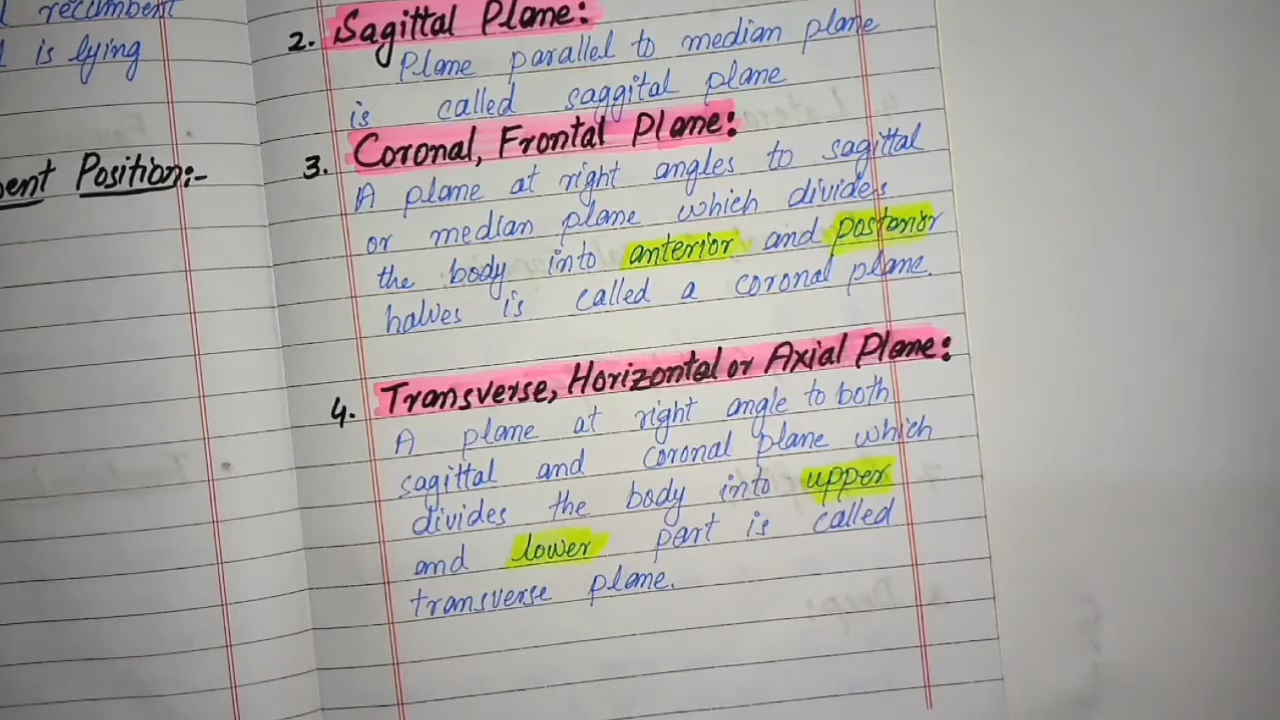 recumbent
is lying
ent Position:-
2. Sagittal Plane:
Plane parallel to median plane
is called saggital plane
3. Coronal, Frontal Plane:
A plane at right angles to sagittal
or median plane which divides
the body into anterior and posterior
halves is called a coronal plane.
4. Transverse, Horizontal or Axial Plane:
A plane at right angle to both
sagittal and coronal plane which
divides the body into upper
and lower part is called
transverse plane.